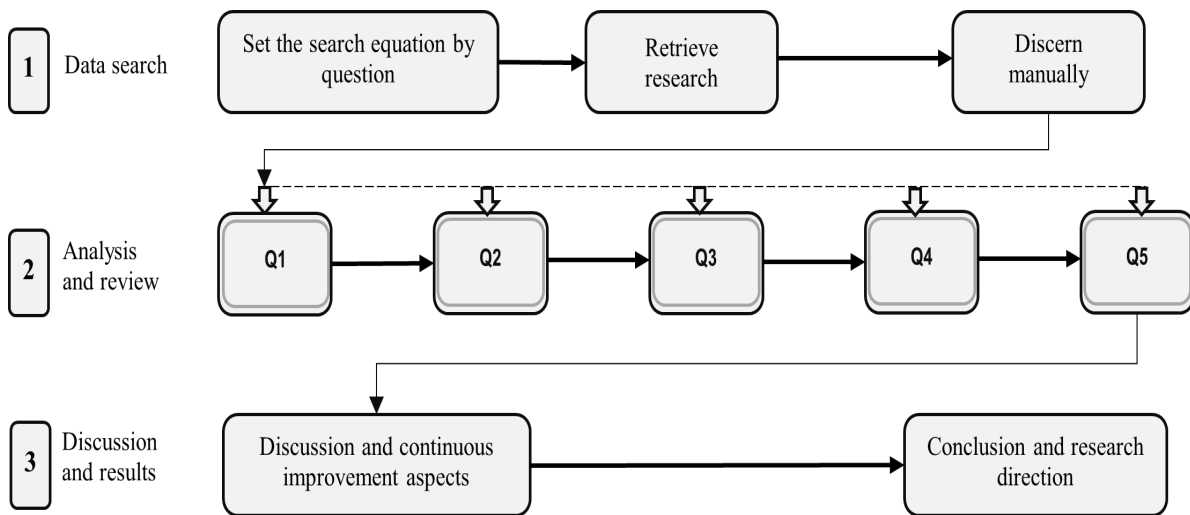 1
Data search
Set the search equation by
question
Retrieve
research
Discern
manually
2
Analysis
and review
Q1
Q2
Q3
Q4
Q5
3
Discussion
and results
Discussion and continuous
improvement aspects
Conclusion and research
direction